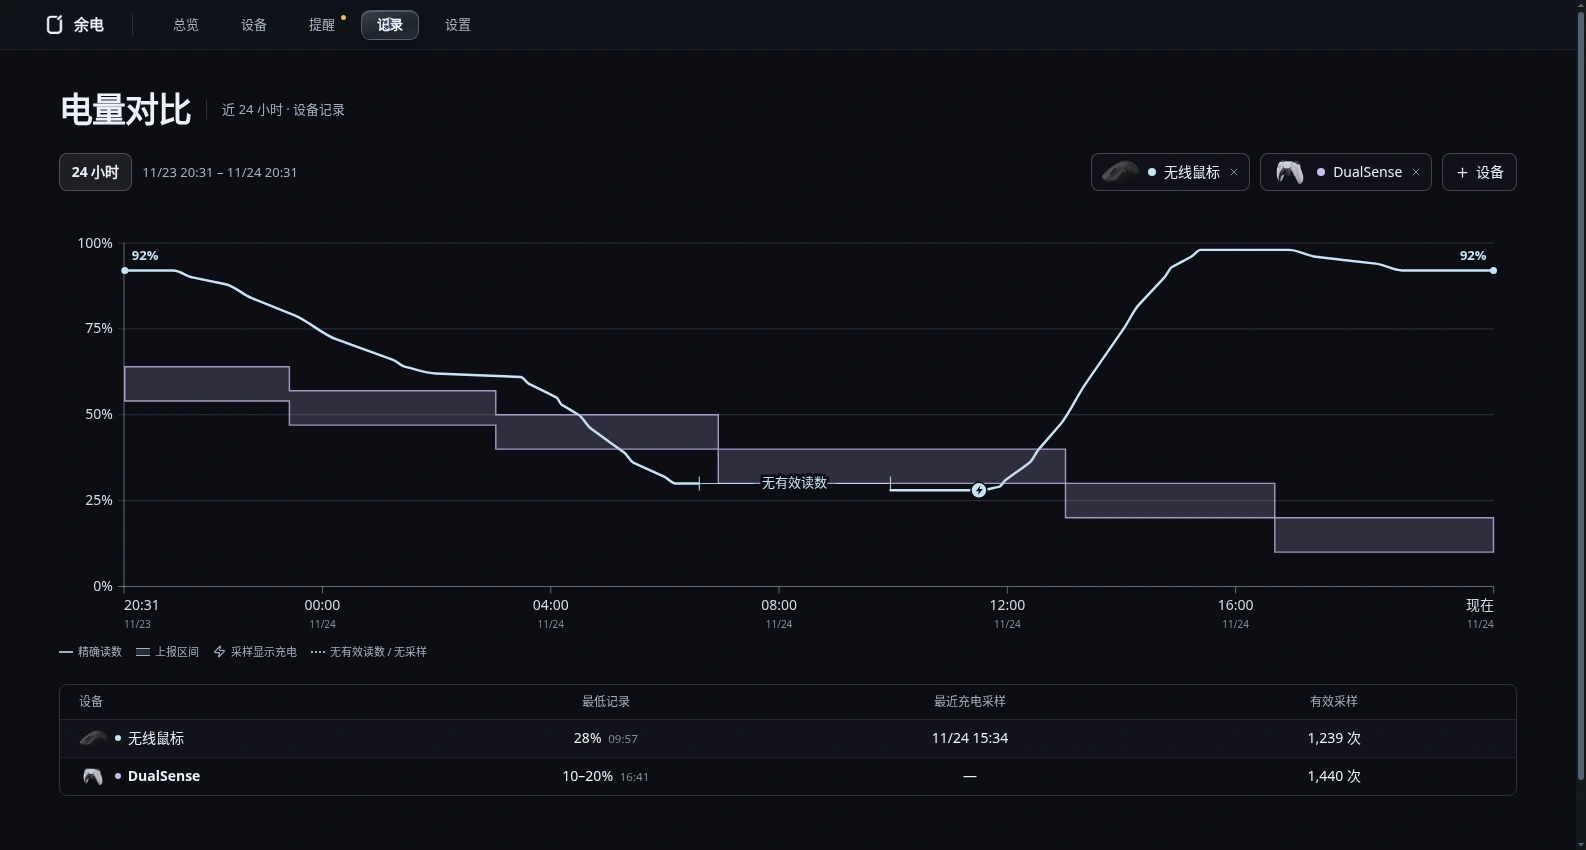 余电 总览 设备 提醒 记录 设置
电量对比 近 24 小时 · 设备记录
24 小时 11/23 20:31 – 11/24 20:31 无线鼠标 × DualSense × + 设备
100%
92% 92%
75%
50%
25%
无有效读数
0%
20:31 00:00 04:00 08:00 12:00 16:00 现在
11/23 11/24 11/24 11/24 11/24 11/24 11/24
精确读数 上报区间 采样显示充电 无有效读数 / 无采样
设备 最低记录 最近充电采样 有效采样
无线鼠标 28% 09:57 11/24 15:34 1,239 次
DualSense 10–20% 16:41 — 1,440 次